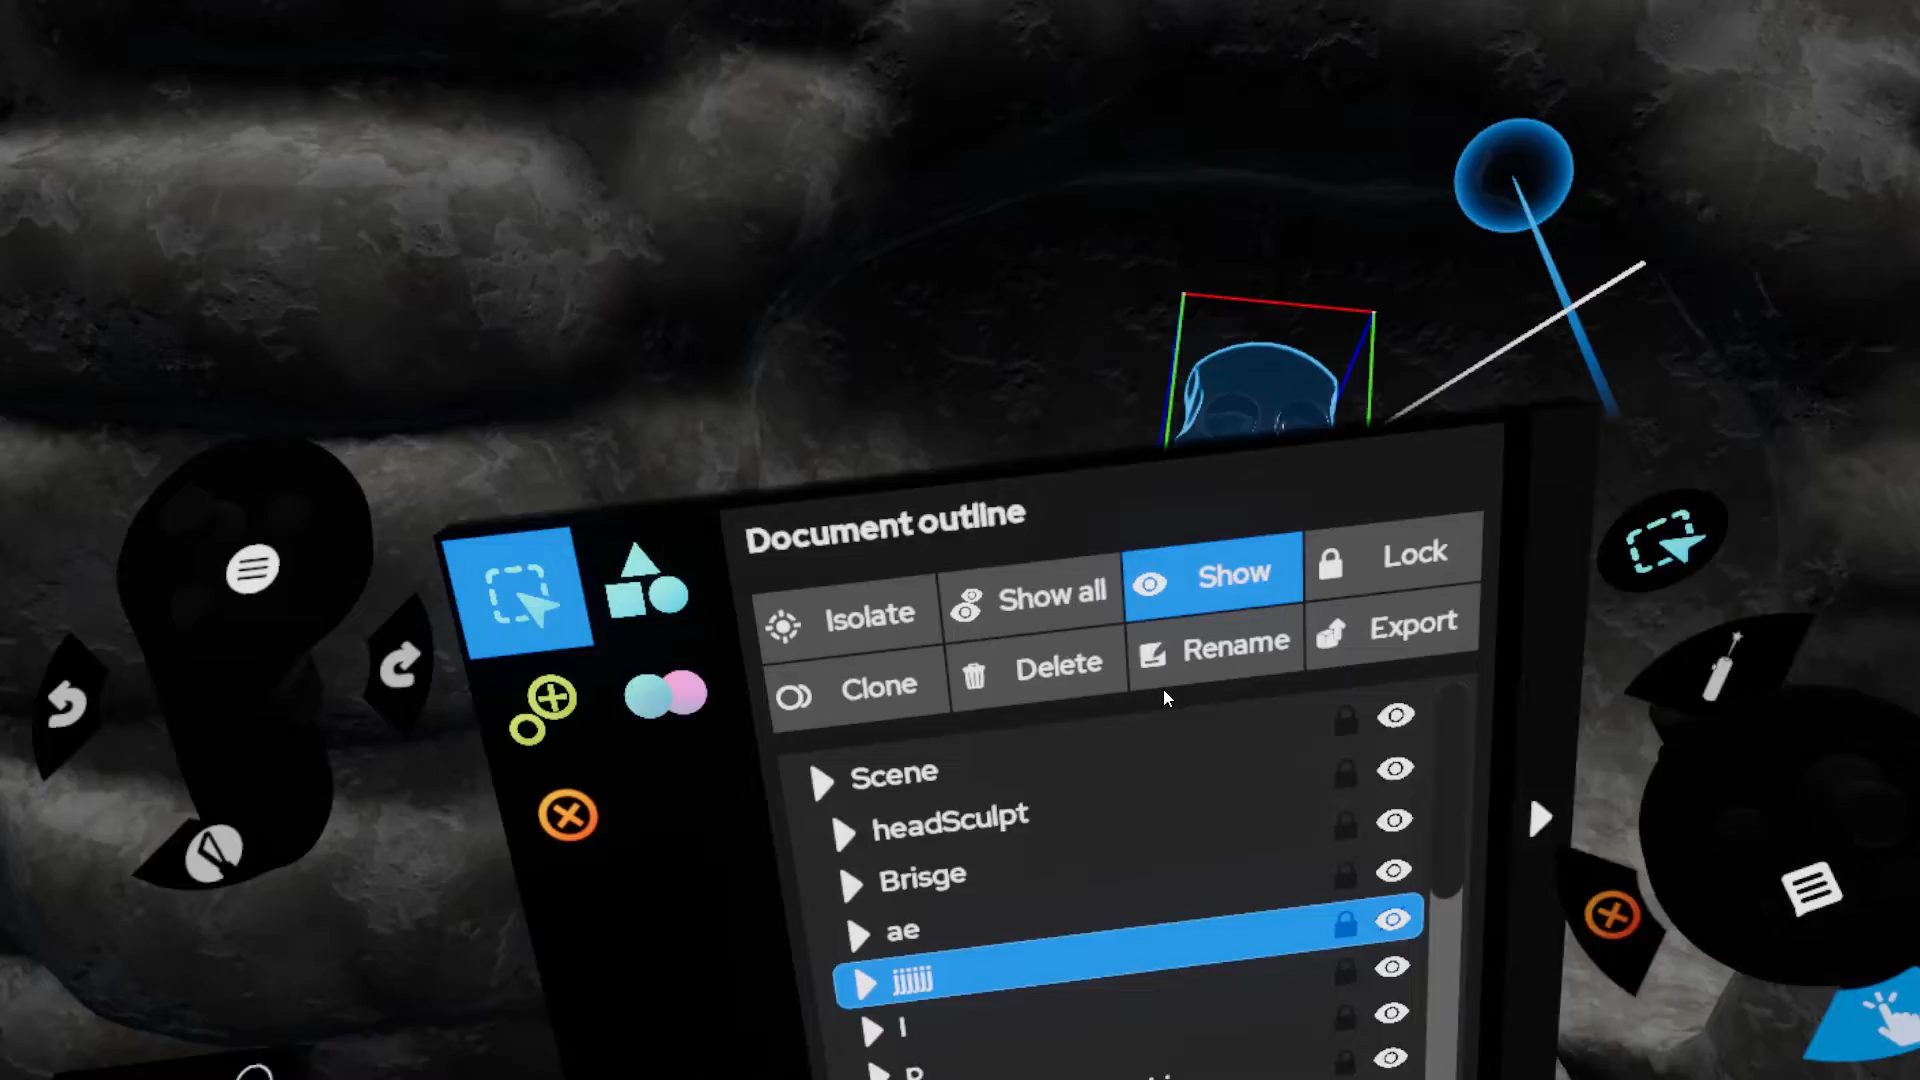 Document outline
Isolate Show all Show Lock
Clone Delete Rename Export
Scene
headSculpt
Brisge
ae
jjjjjj